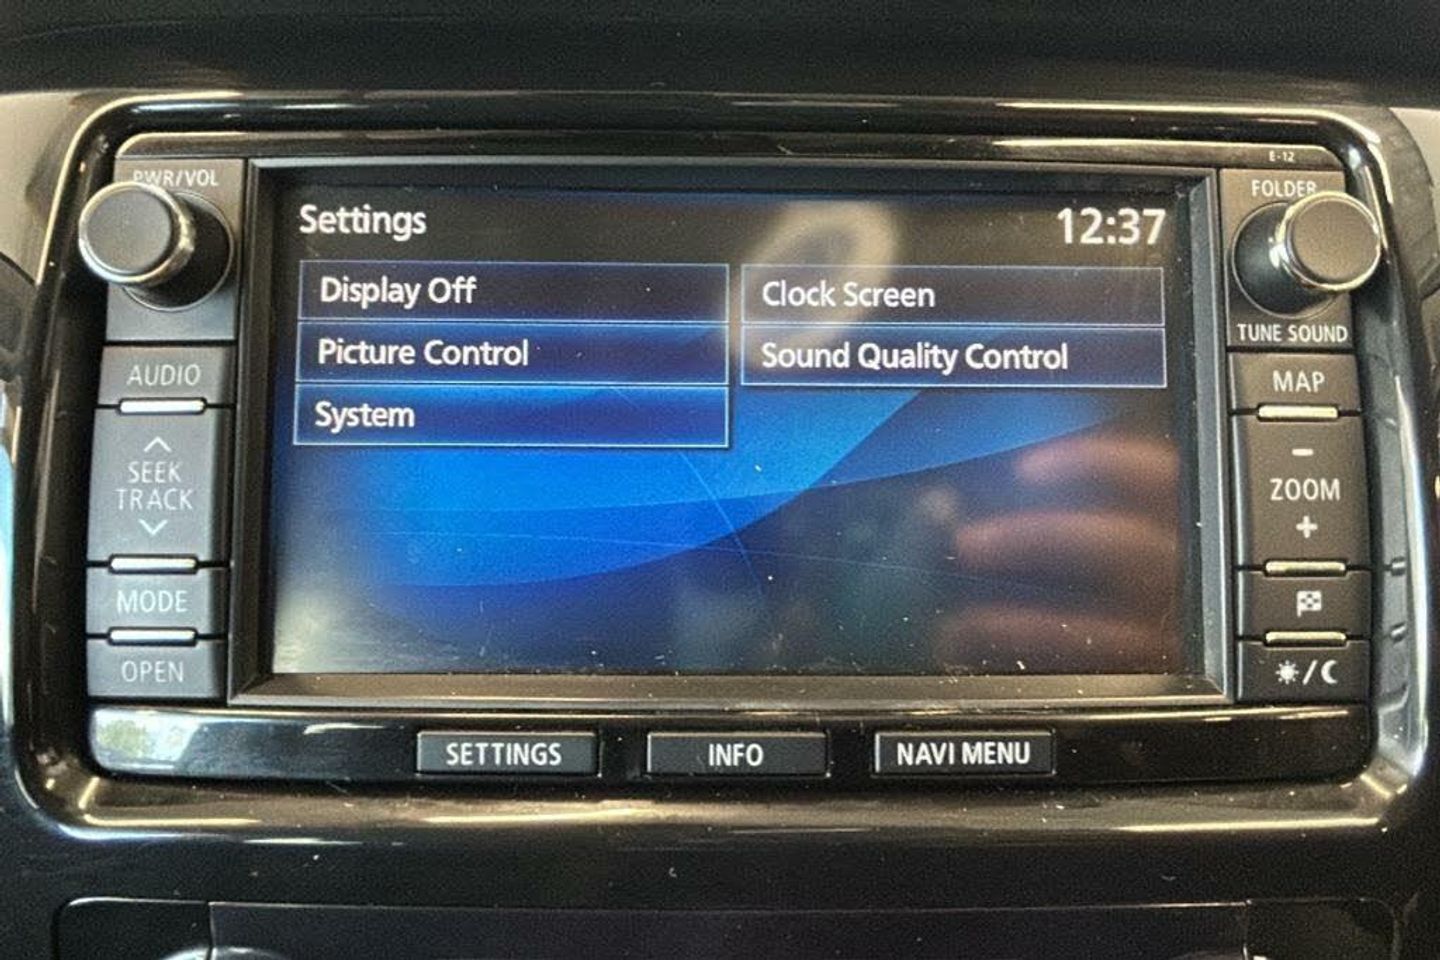 E-12
PWR/VOL
FOLDER
Settings
12:37
Display Off
Clock Screen
Picture Control
Sound Quality Control
System
TUNE SOUND
AUDIO
MAP
SEEK
TRACK
-
ZOOM
+
MODE
OPEN
SETTINGS
INFO
NAVI MENU